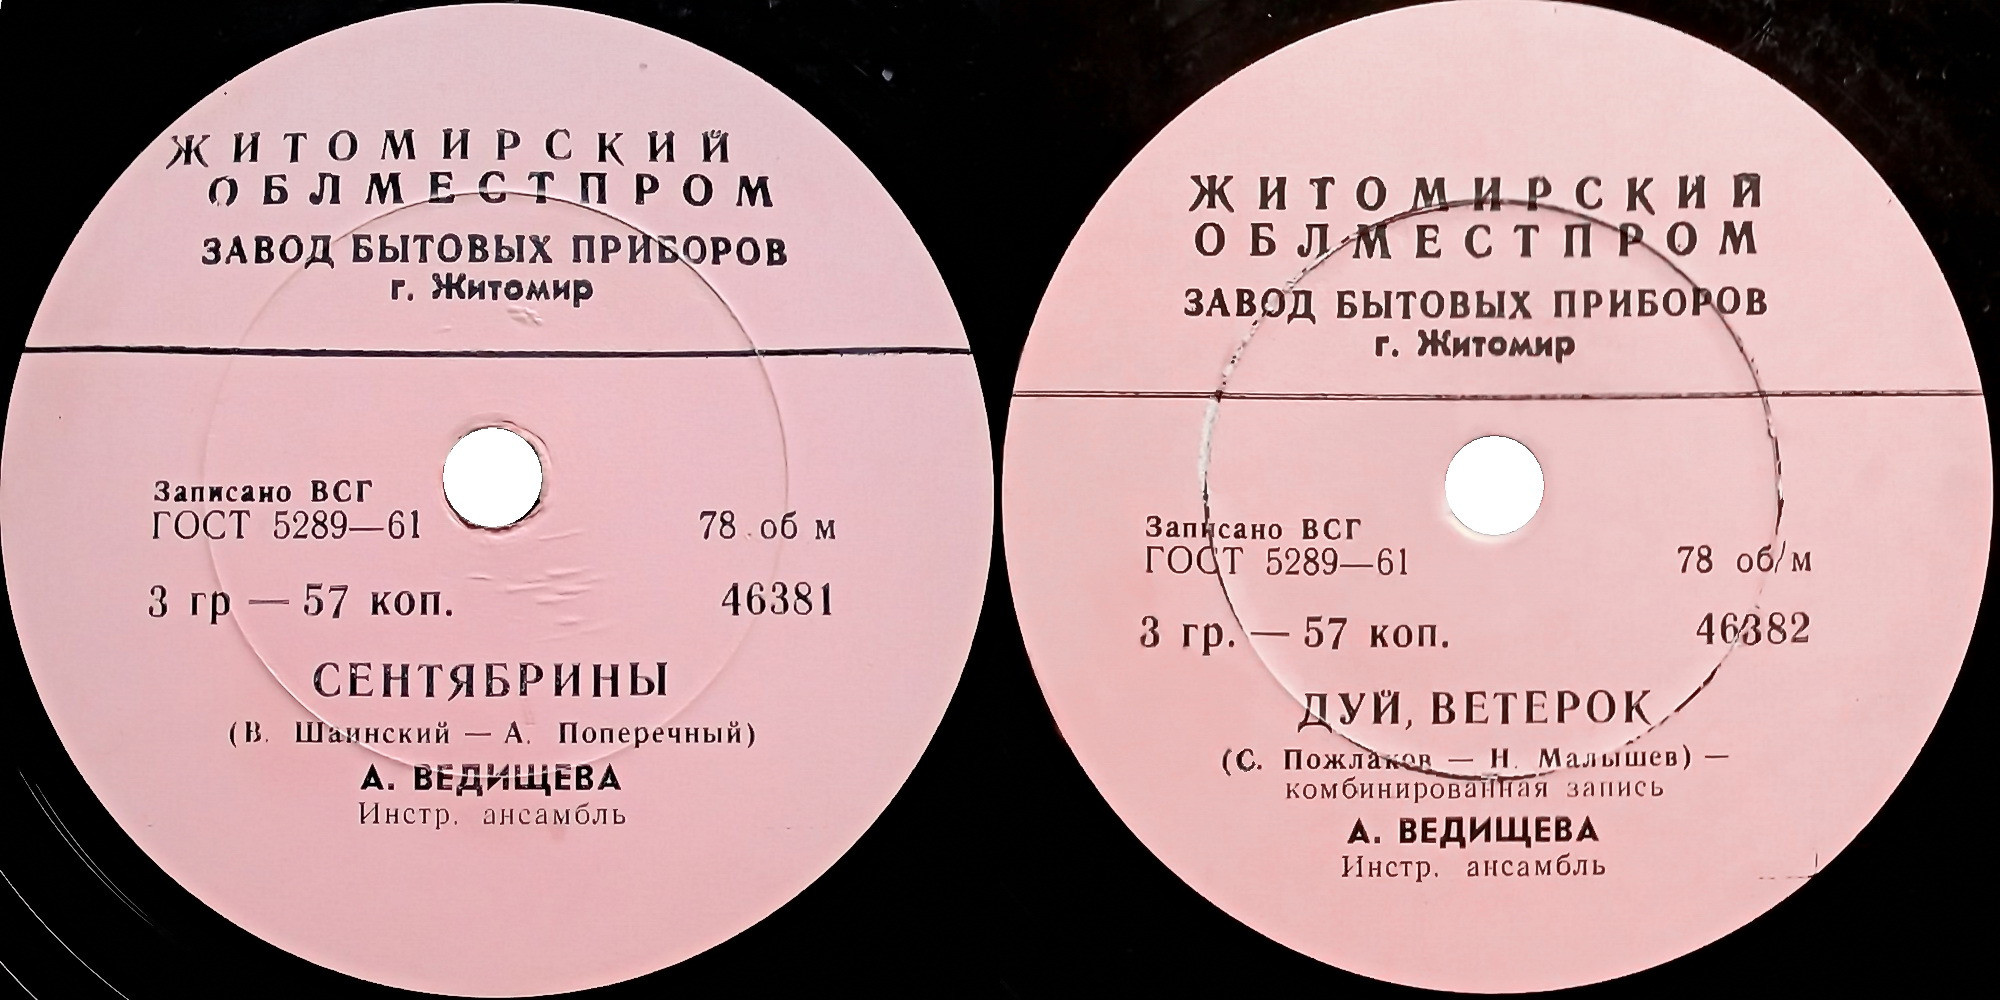 ЖИТОМИРСКИЙ
ОБЛМЕСТПРОМ
ЗАВОД БЫТОВЫХ ПРИБОРОВ
г. Житомир
Записано ВСГ
ГОСТ 5289—61 78 об м
3 гр — 57 коп. 46381
СЕНТЯБРИНЫ
(В. Шаинский — А. Поперечный)
А. ВЕДИЩЕВА
Инстр. ансамбль
ЖИТОМИРСКИЙ
ОБЛМЕСТПРОМ
ЗАВОД БЫТОВЫХ ПРИБОРОВ
г. Житомир
Записано ВСГ
ГОСТ 5289—61 78 об/м
3 гр. — 57 коп. 46382
ДУЙ, ВЕТЕРОК
(С. Пожлаков — Н. Малышев) —
комбинированная запись
А. ВЕДИЩЕВА
Инстр. ансамбль